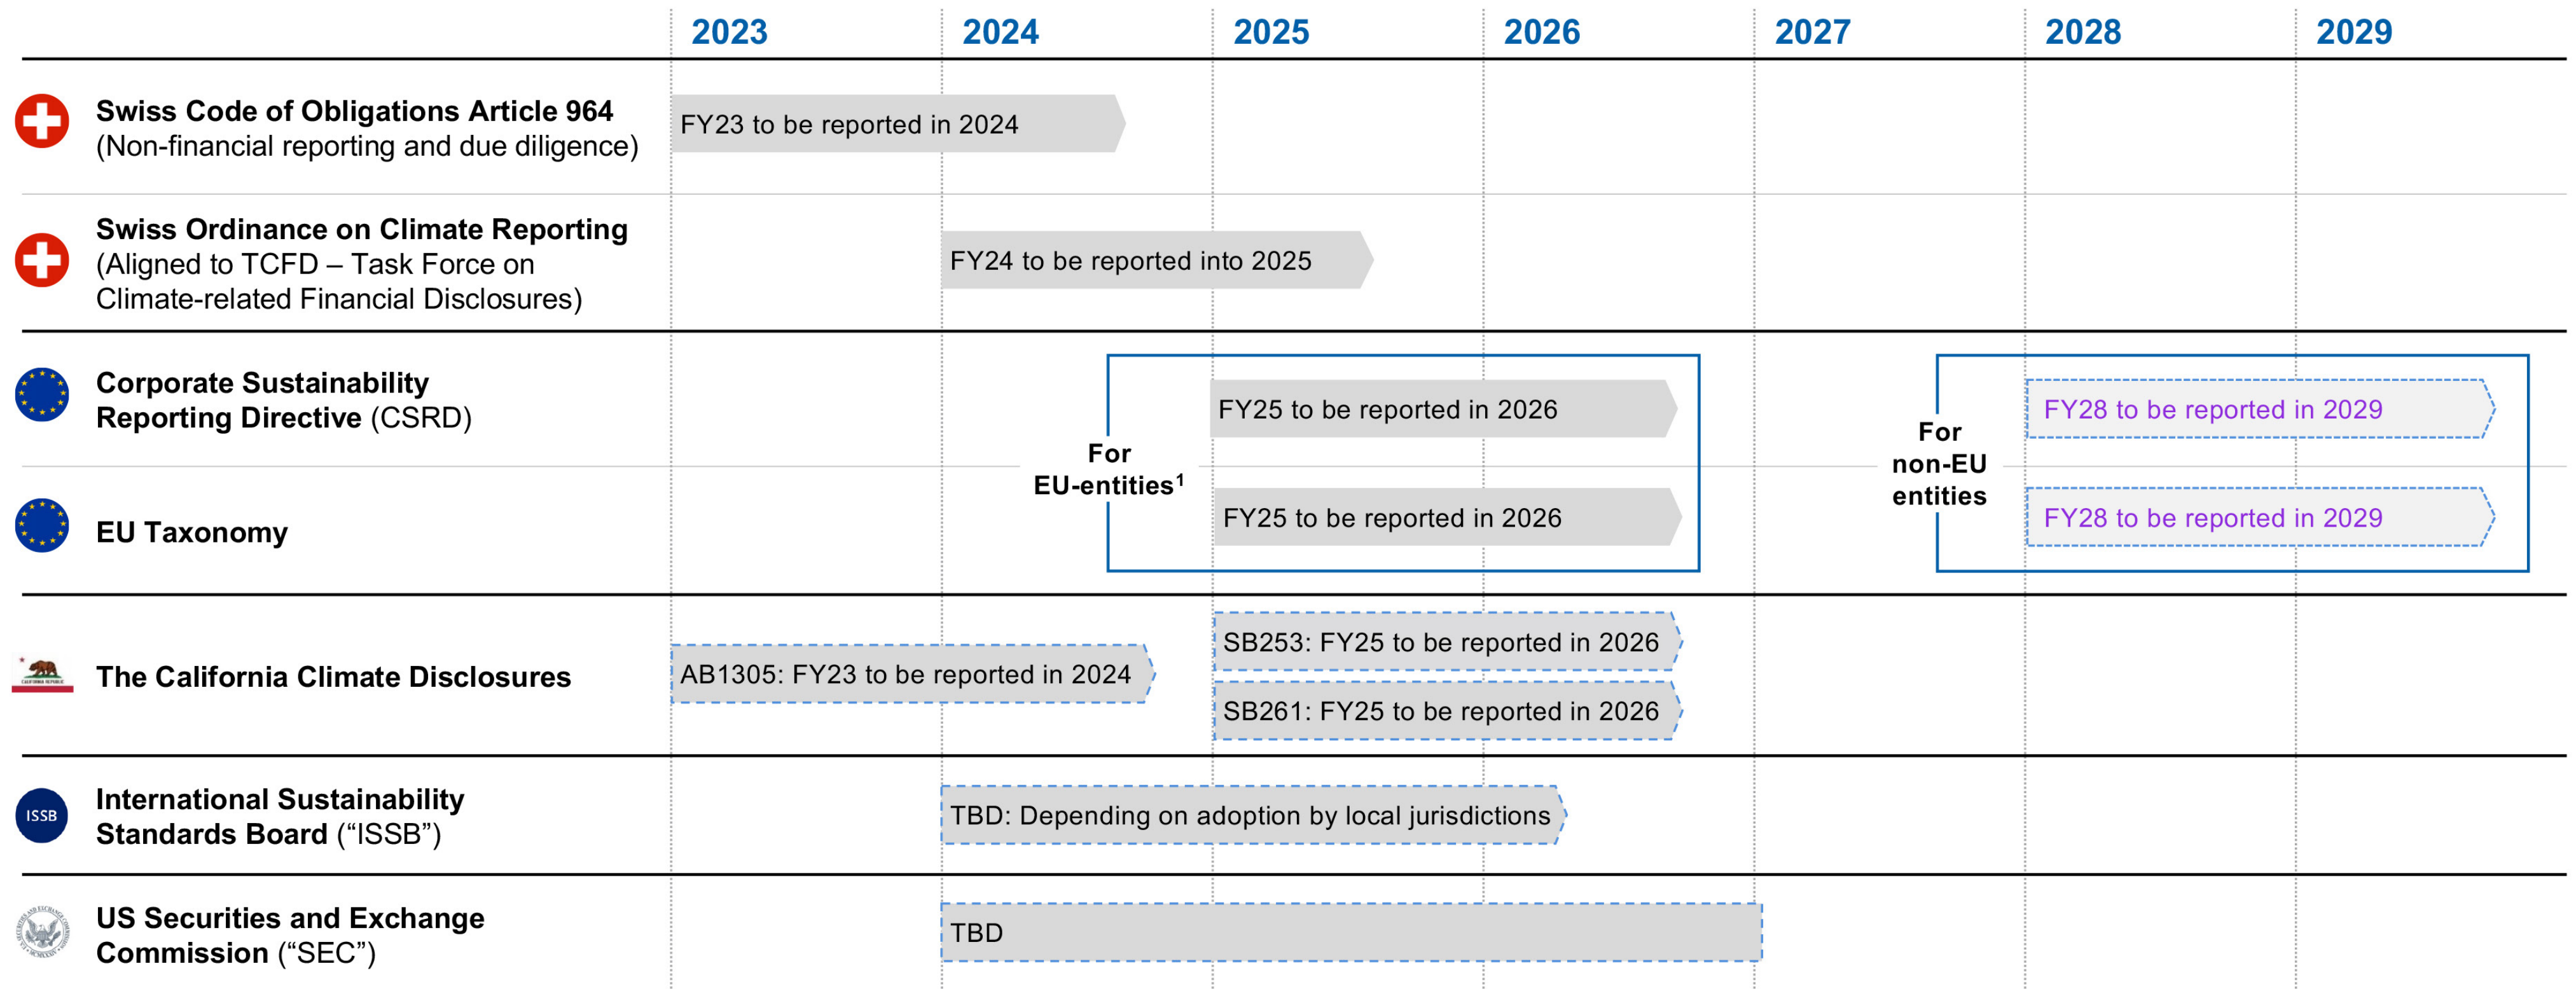 2023 2024 2025 2026 2027 2028 2029
Swiss Code of Obligations Article 964
(Non-financial reporting and due diligence)
FY23 to be reported in 2024
Swiss Ordinance on Climate Reporting
(Aligned to TCFD – Task Force on
Climate-related Financial Disclosures)
FY24 to be reported into 2025
Corporate Sustainability
Reporting Directive (CSRD)
For
EU-entities¹
FY25 to be reported in 2026
For
non-EU
entities
FY28 to be reported in 2029
EU Taxonomy
FY25 to be reported in 2026
FY28 to be reported in 2029
CALIFORNIA REPUBLIC
The California Climate Disclosures
AB1305: FY23 to be reported in 2024
SB253: FY25 to be reported in 2026
SB261: FY25 to be reported in 2026
ISSB
International Sustainability
Standards Board (“ISSB”)
TBD: Depending on adoption by local jurisdictions
US Securities and Exchange
Commission (“SEC”)
TBD